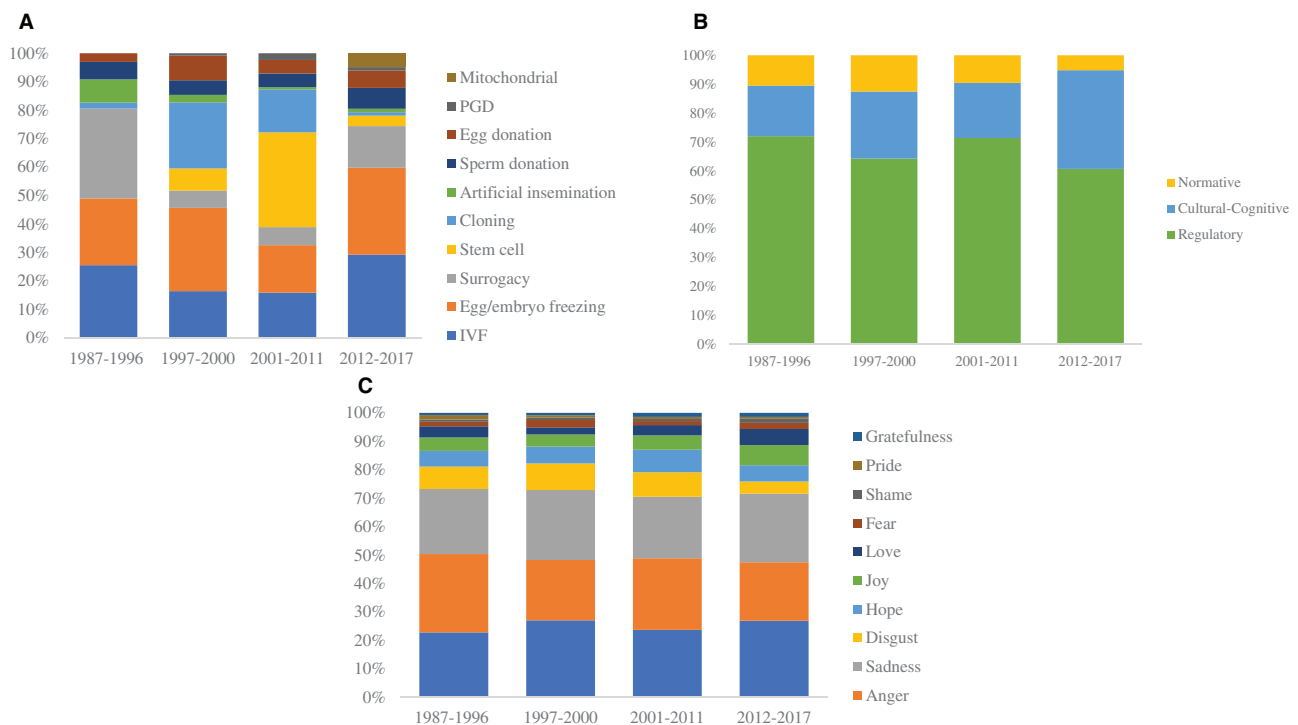 A
100%
90%
80%
70%
60%
50%
40%
30%
20%
10%
0%
1987-1996
1997-2000
2001-2011
2012-2017
Mitochondrial
PGD
Egg donation
Sperm donation
Artificial insemination
Cloning
Stem cell
Surrogacy
Egg/embryo freezing
IVF
B
100%
90%
80%
70%
60%
50%
40%
30%
20%
10%
0%
1987-1996
1997-2000
2001-2011
2012-2017
Normative
Cultural-Cognitive
Regulatory
C
100%
90%
80%
70%
60%
50%
40%
30%
20%
10%
0%
1987-1996
1997-2000
2001-2011
2012-2017
Gratefulness
Pride
Shame
Fear
Love
Joy
Hope
Disgust
Sadness
Anger